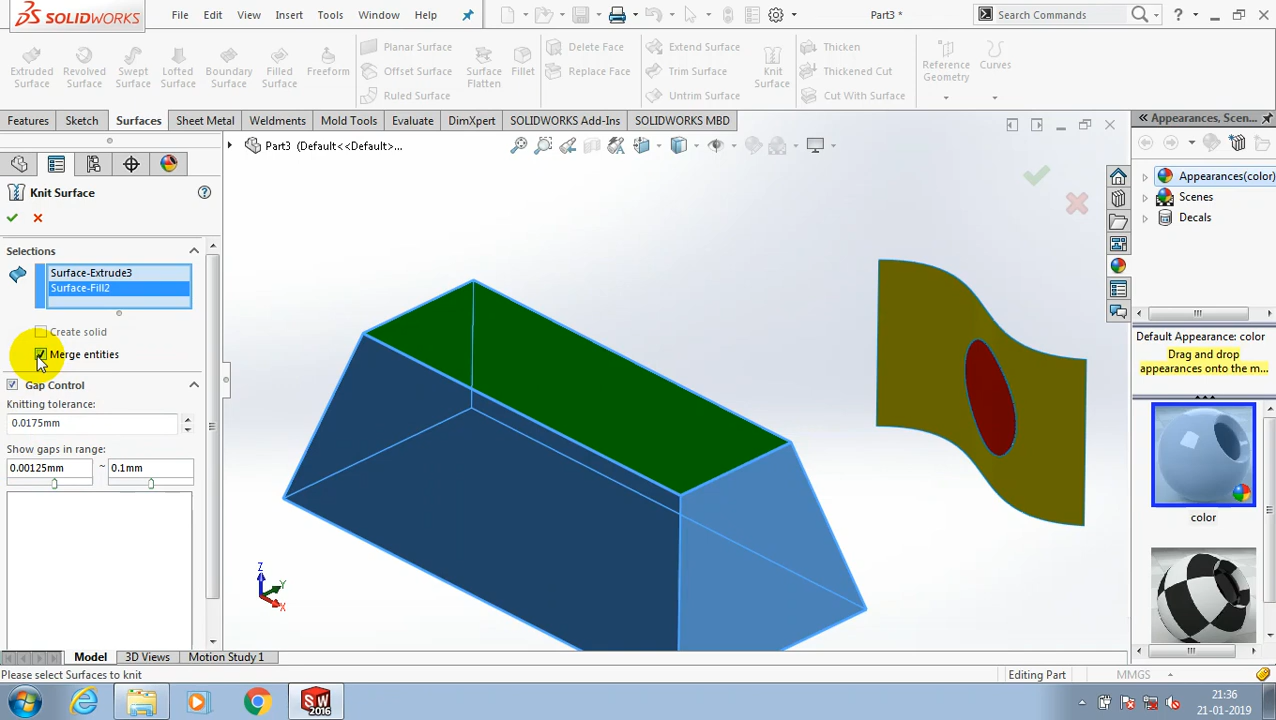 SOLIDWORKS
File Edit View Insert Tools Window Help
Part3 *
Search Commands
Extruded Surface
Revolved Surface
Swept Surface
Lofted Surface
Boundary Surface
Filled Surface
Freeform
Planar Surface
Offset Surface
Ruled Surface
Surface Flatten
Fillet
Delete Face
Replace Face
Extend Surface
Trim Surface
Untrim Surface
Knit Surface
Thicken
Thickened Cut
Cut With Surface
Reference Geometry
Curves
Features Sketch Surfaces Sheet Metal Weldments Mold Tools Evaluate DimXpert SOLIDWORKS Add-Ins SOLIDWORKS MBD
Part3 (Default<<Default>...
Knit Surface
Selections
Surface-Extrude3
Surface-Fill2
Create solid
Merge entities
Gap Control
Knitting tolerance:
0.0175mm
Show gaps in range:
0.00125mm ~ 0.1mm
Z
Y
X
Appearances, Scen...
Appearances(color)
Scenes
Decals
Default Appearance: color
Drag and drop
appearances onto the m...
color
Model 3D Views Motion Study 1
Please select Surfaces to knit
Editing Part
MMGS
SW
2016
21:36
21-01-2019